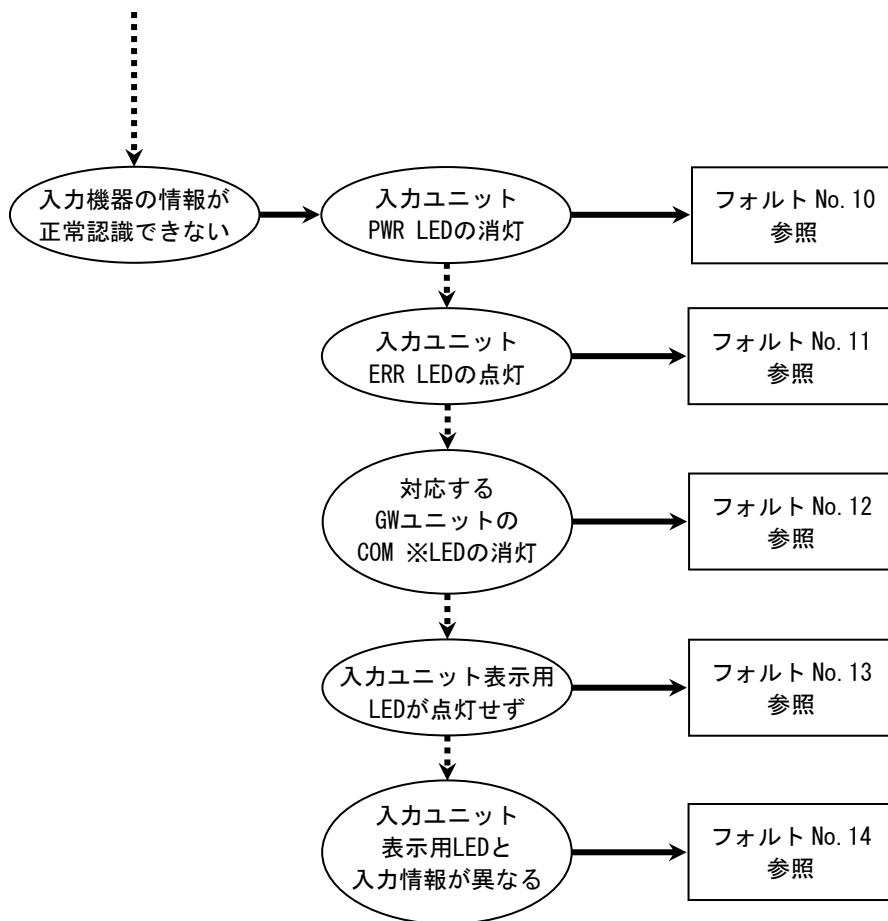 入力機器の情報が
正常認識できない
入力ユニット
PWR LEDの消灯
フォルト No.10
参照
入力ユニット
ERR LEDの点灯
フォルト No.11
参照
対応する
GWユニットの
COM ※LEDの消灯
フォルト No.12
参照
入力ユニット表示用
LEDが点灯せず
フォルト No.13
参照
入力ユニット
表示用LEDと
入力情報が異なる
フォルト No.14
参照